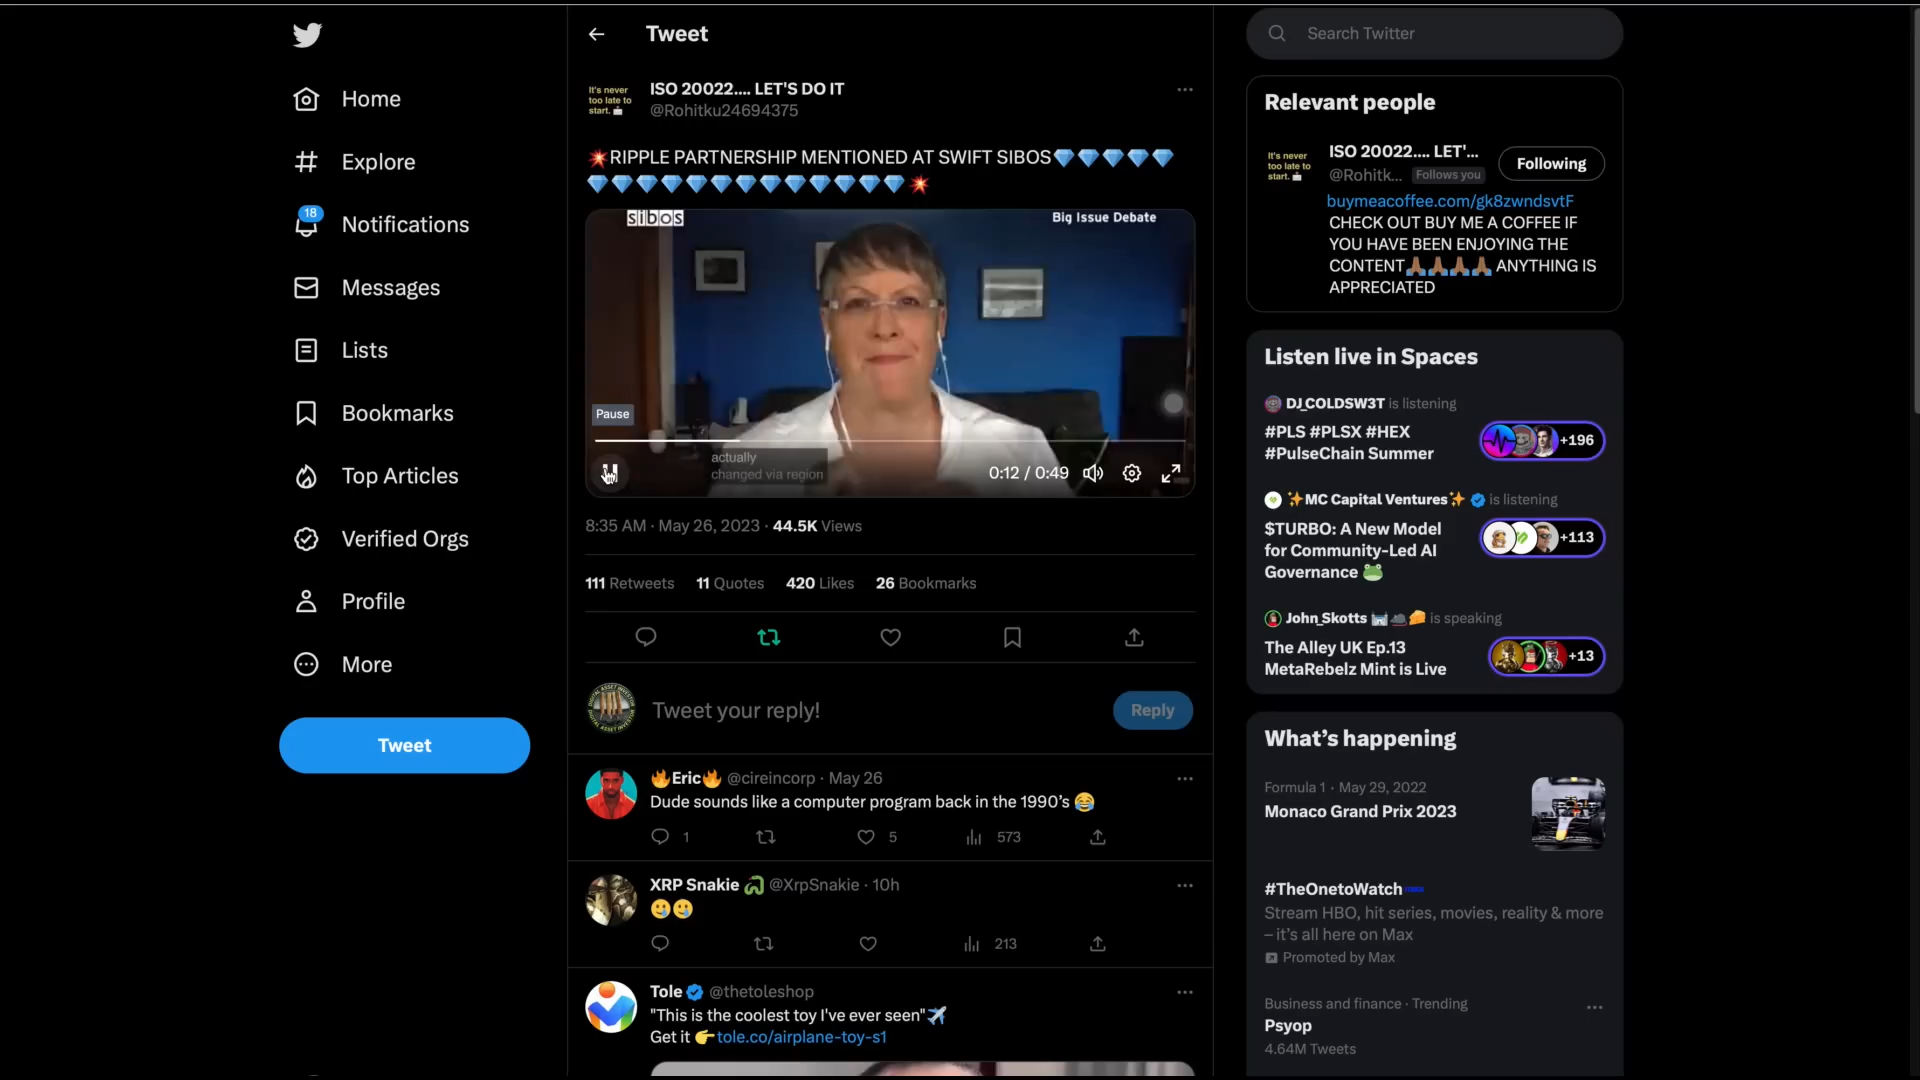 Home
Explore
18
Notifications
Messages
Lists
Bookmarks
Top Articles
Verified Orgs
Profile
More
Tweet
Tweet
It's never
too late to
start.
ISO 20022.... LET'S DO IT
@Rohitku24694375
💥RIPPLE PARTNERSHIP MENTIONED AT SWIFT SIBOS💎💎💎💎💎
💎💎💎💎💎💎💎💎💎💎💎💎💎💥
sibos
Big Issue Debate
Pause
actually
changed via region
0:12 / 0:49
8:35 AM · May 26, 2023 · 44.5K Views
111 Retweets 11 Quotes 420 Likes 26 Bookmarks
Tweet your reply!
Reply
🔥Eric🔥 @cireincorp · May 26
Dude sounds like a computer program back in the 1990's 😂
1 5 573
XRP Snakie @XrpSnakie · 10h
🥲🥲
213
Tole @thetoleshop
"This is the coolest toy I've ever seen"✈️
Get it 👉tole.co/airplane-toy-s1
Search Twitter
Relevant people
It's never
too late to
start.
ISO 20022.... LET'...
@Rohitk... Follows you
Following
buymeacoffee.com/gk8zwndsvtF
CHECK OUT BUY ME A COFFEE IF
YOU HAVE BEEN ENJOYING THE
CONTENT🙏🏾🙏🏾🙏🏾🙏🏾 ANYTHING IS
APPRECIATED
Listen live in Spaces
DJ_COLDSW3T is listening
#PLS #PLSX #HEX
#PulseChain Summer
+196
✨MC Capital Ventures✨ is listening
$TURBO: A New Model
for Community-Led AI
Governance 🐸
+113
John_Skotts 🏰🐀🧀 is speaking
The Alley UK Ep.13
MetaRebelz Mint is Live
+13
What's happening
Formula 1 · May 29, 2022
Monaco Grand Prix 2023
#TheOnetoWatch
Stream HBO, hit series, movies, reality & more
– it's all here on Max
Promoted by Max
Business and finance · Trending
Psyop
4.64M Tweets